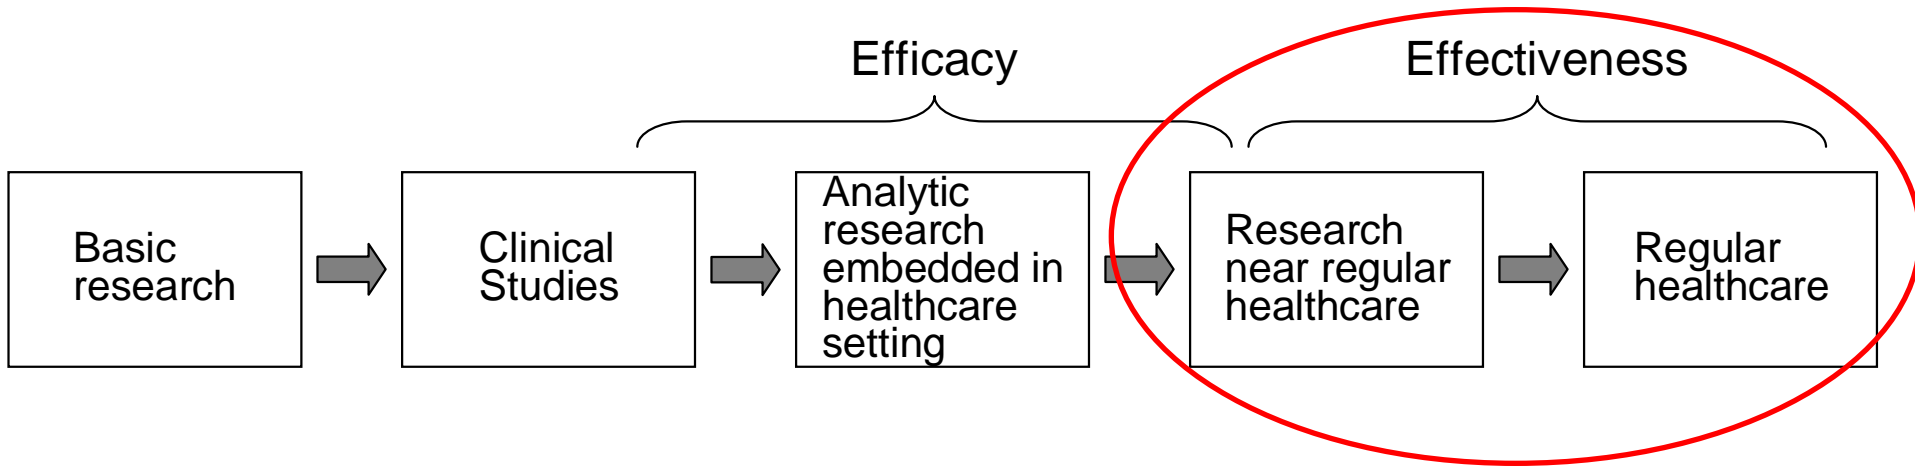 Efficacy
Effectiveness
Basic
research
Clinical
Studies
Analytic
research
embedded in
healthcare
setting
Research
near regular
healthcare
Regular
healthcare